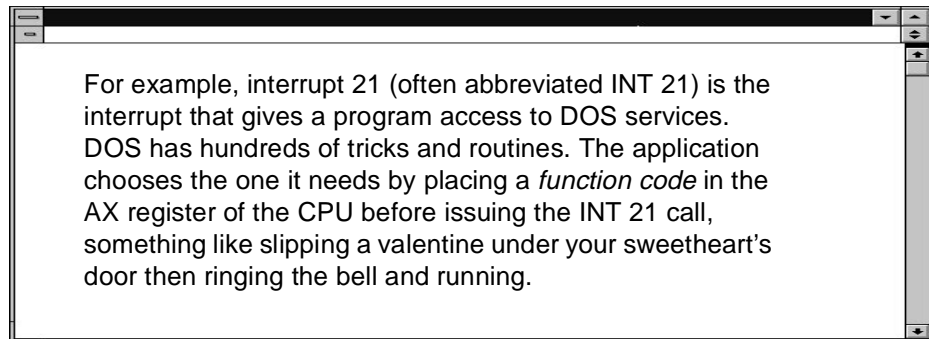 For example, interrupt 21 (often abbreviated INT 21) is the
interrupt that gives a program access to DOS services.
DOS has hundreds of tricks and routines. The application
chooses the one it needs by placing a function code in the
AX register of the CPU before issuing the INT 21 call,
something like slipping a valentine under your sweetheart’s
door then ringing the bell and running.